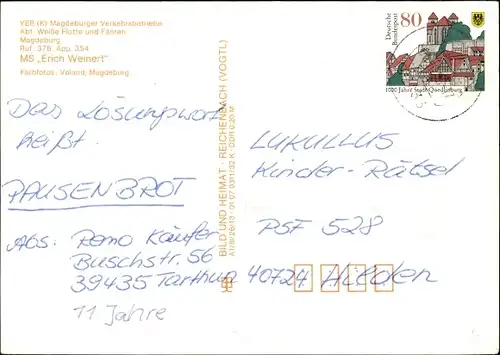 VEB (K) Magdeburger Verkehrsbetriebe
Abt. Weiße Flotte und Fähren
Magdeburg
Ruf: 378, App. 354
MS „Erich Weinert"
Farbfotos: Voland, Magdeburg
Das Lösungswort
heißt
PAUSENBROT
Abs: Remo Käufer
Buschstr. 56
39435 Tarthun
11 Jahre
BILD UND HEIMAT · REICHENBACH (VOGTL)
Deutsche Bundespost
80
1000 Jahre Stadt Quedlinburg
LUKULLUS
Kinder-Rätsel
PSF 528
40724 Hilden